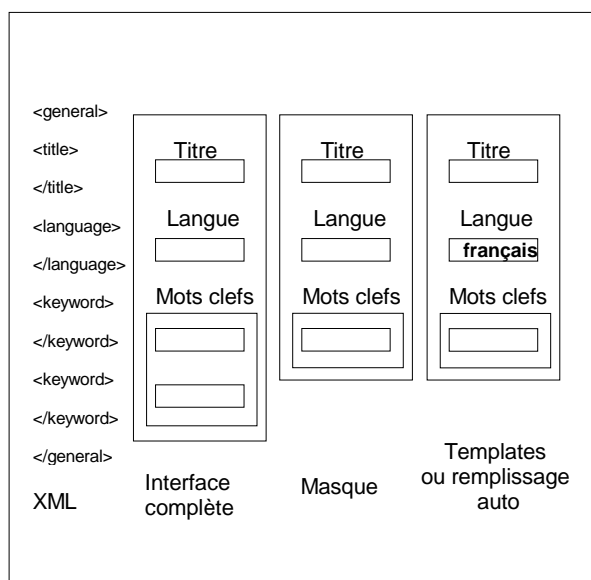 <general>
<title>
</title>
<language>
</language>
<keyword>
</keyword>
<keyword>
</keyword>
</general>
XML
Titre
Langue
Mots clefs
Interface
complète
Titre
Langue
Mots clefs
Masque
Titre
Langue
français
Mots clefs
Templates
ou remplissage
auto